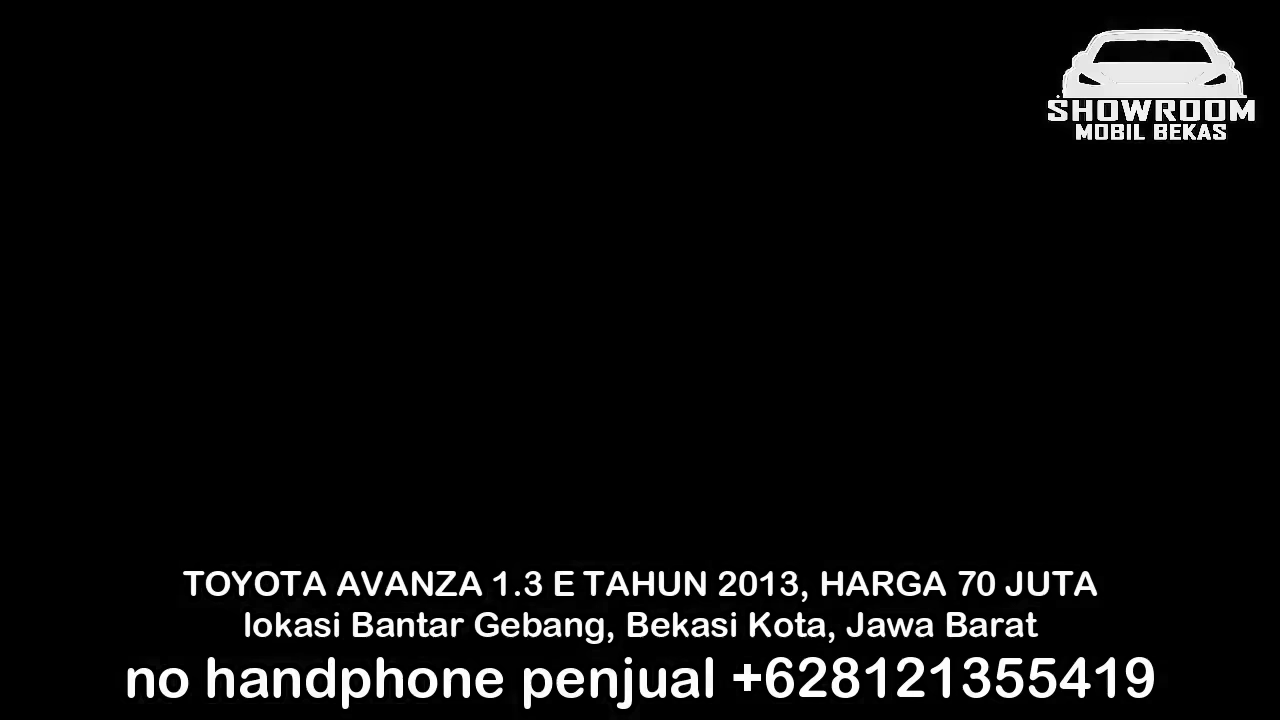 SHOWROOM
MOBIL BEKAS
TOYOTA AVANZA 1.3 E TAHUN 2013, HARGA 70 JUTA
lokasi Bantar Gebang, Bekasi Kota, Jawa Barat
no handphone penjual +628121355419